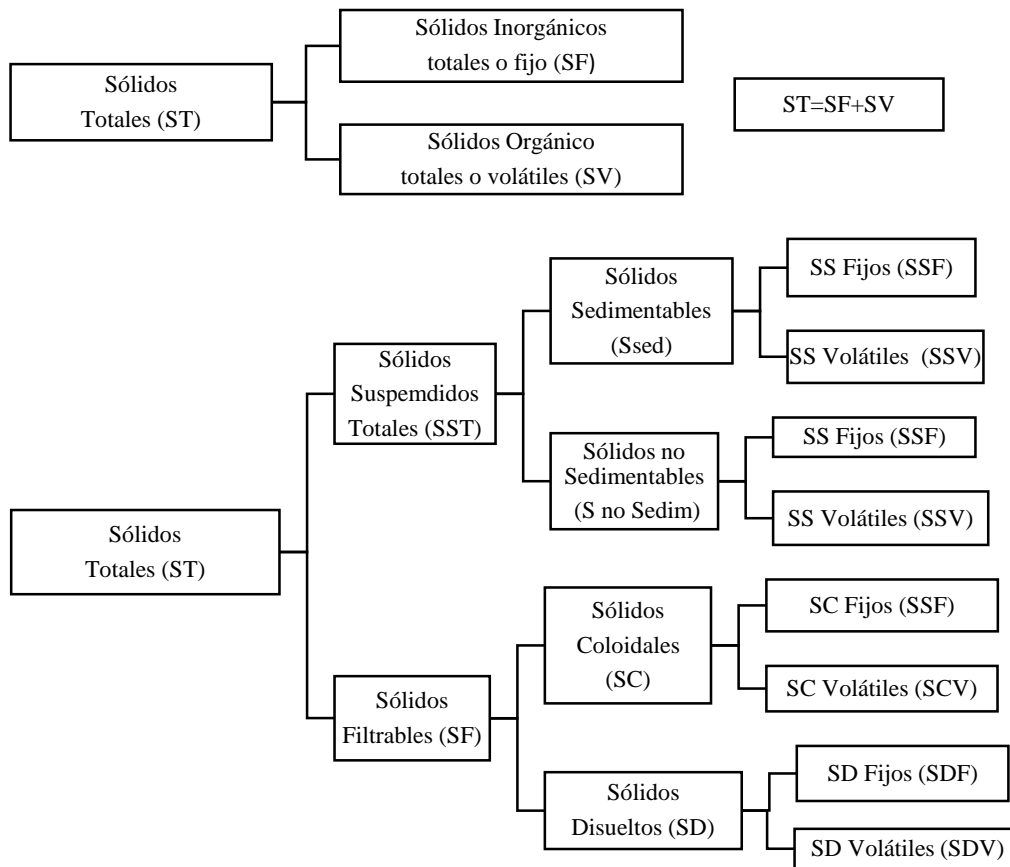 Sólidos
Totales (ST)
Sólidos Inorgánicos
totales o fijo (SF)
Sólidos Orgánico
totales o volátiles (SV)
ST=SF+SV
Sólidos
Totales (ST)
Sólidos
Suspemdidos
Totales (SST)
Sólidos
Sedimentables
(Ssed)
SS Fijos (SSF)
SS Volátiles (SSV)
Sólidos no
Sedimentables
(S no Sedim)
SS Fijos (SSF)
SS Volátiles (SSV)
Sólidos
Filtrables (SF)
Sólidos
Coloidales
(SC)
SC Fijos (SSF)
SC Volátiles (SCV)
Sólidos
Disueltos (SD)
SD Fijos (SDF)
SD Volátiles (SDV)